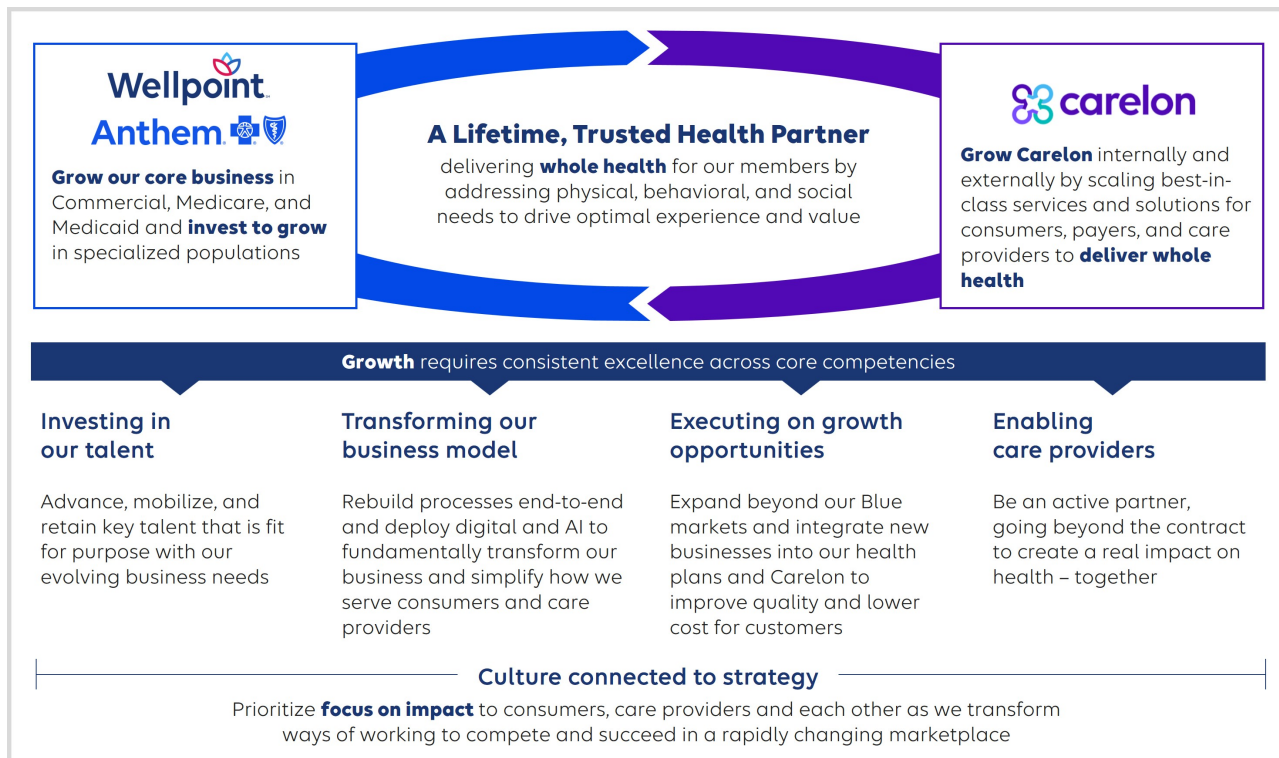 Wellpoint
Anthem
Grow our core business in
Commercial, Medicare, and
Medicaid and invest to grow
in specialized populations
A Lifetime, Trusted Health Partner
delivering whole health for our members by
addressing physical, behavioral, and social
needs to drive optimal experience and value
carelon
Grow Carelon internally and
externally by scaling best-in-
class services and solutions for
consumers, payers, and care
providers to deliver whole
health
Growth requires consistent excellence across core competencies
Investing in
our talent
Advance, mobilize, and
retain key talent that is fit
for purpose with our
evolving business needs
Transforming our
business model
Rebuild processes end-to-end
and deploy digital and AI to
fundamentally transform our
business and simplify how we
serve consumers and care
providers
Executing on growth
opportunities
Expand beyond our Blue
markets and integrate new
businesses into our health
plans and Carelon to
improve quality and lower
cost for customers
Enabling
care providers
Be an active partner,
going beyond the contract
to create a real impact on
health – together
Culture connected to strategy
Prioritize focus on impact to consumers, care providers and each other as we transform
ways of working to compete and succeed in a rapidly changing marketplace